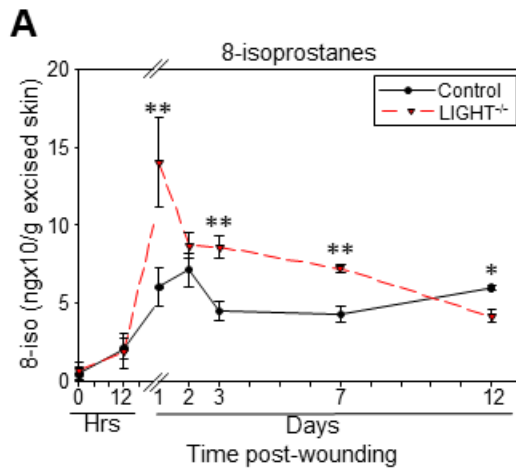 A
8-isoprostanes
Control
LIGHT-/-
20
15
10
5
0
**
**
**
*
8-iso (ngx10/g excised skin)
0 12 1 2 3 7 12
Hrs Days
Time post-wounding